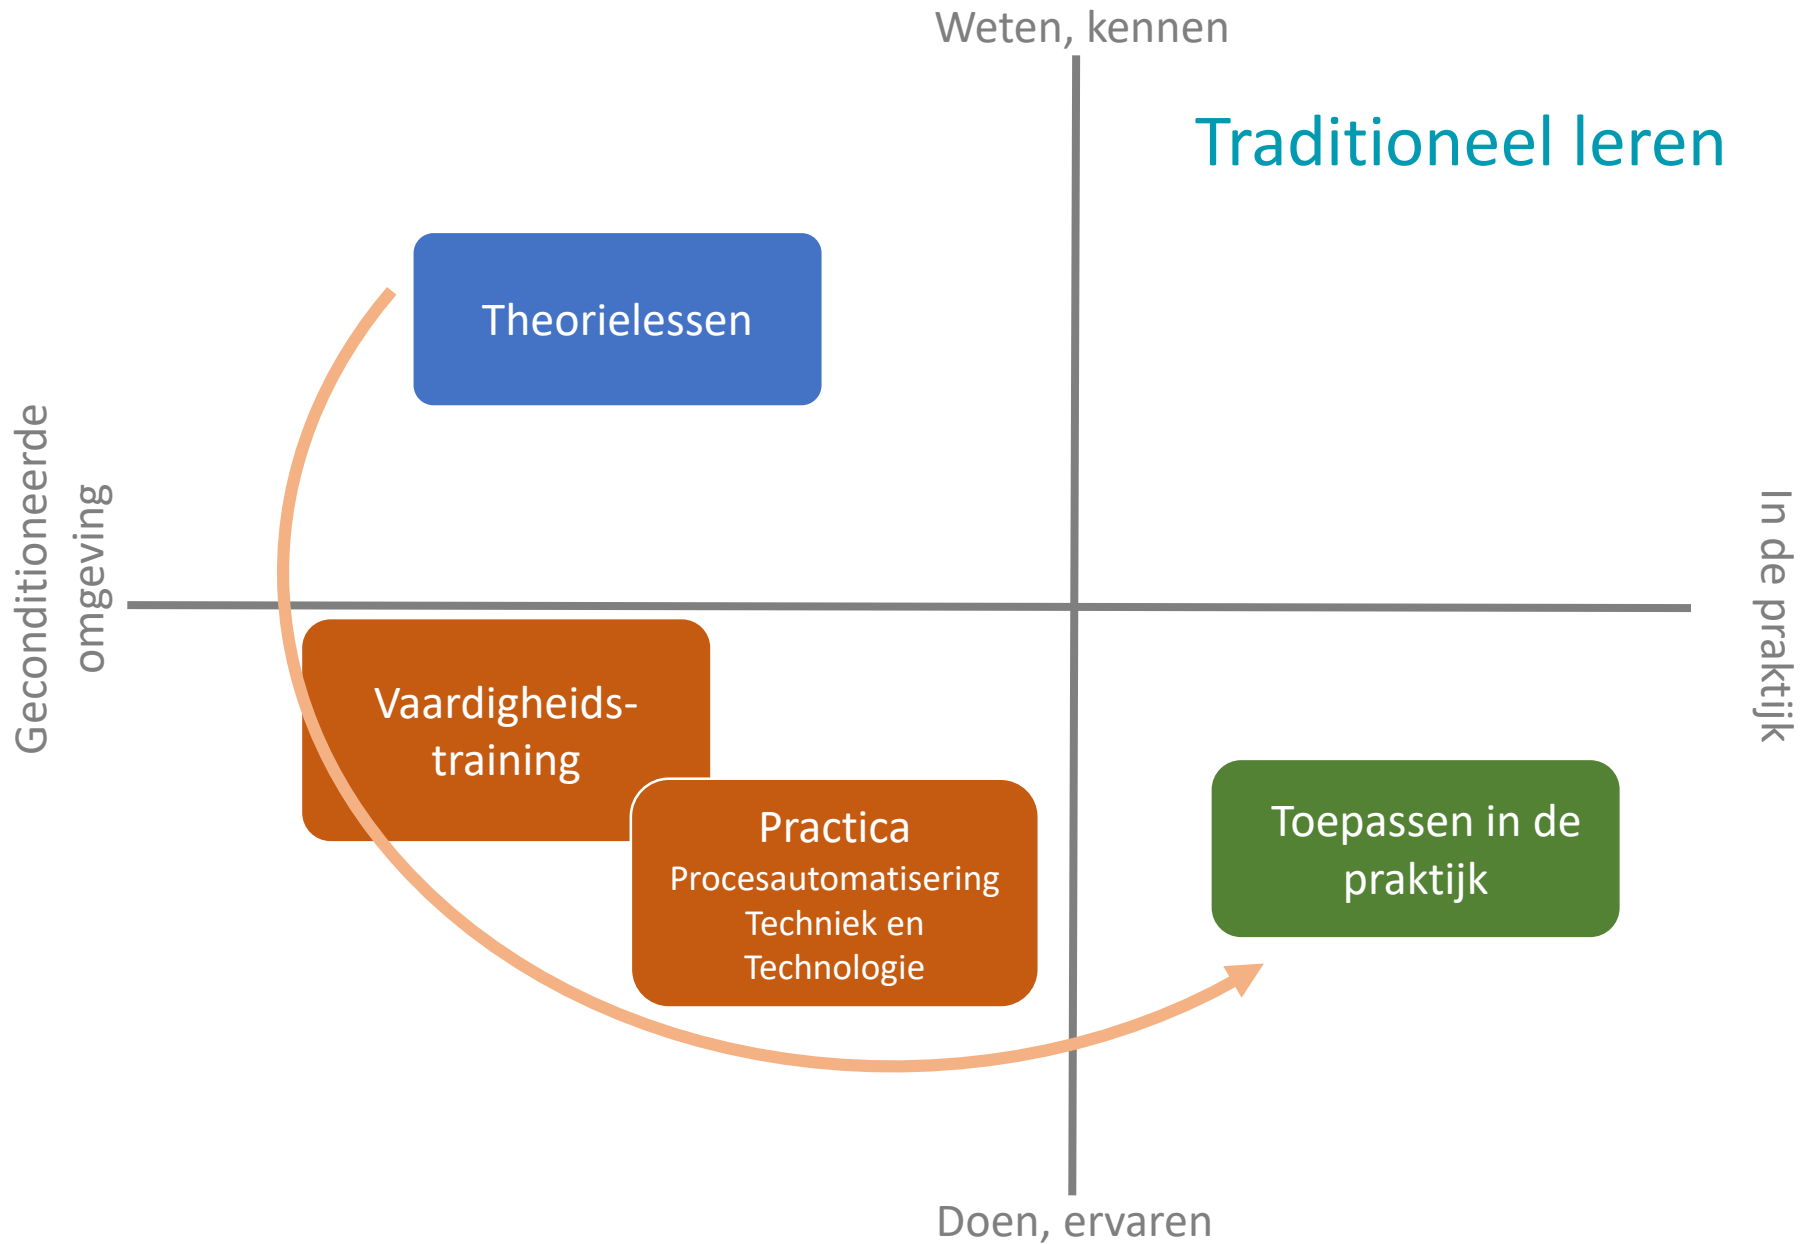 Weten, kennen
Traditioneel leren
Theorielessen
Geconditioneerde
omgeving
In de praktijk
Vaardigheids-
training
Practica
Procesautomatisering
Techniek en
Technologie
Toepassen in de
praktijk
Doen, ervaren